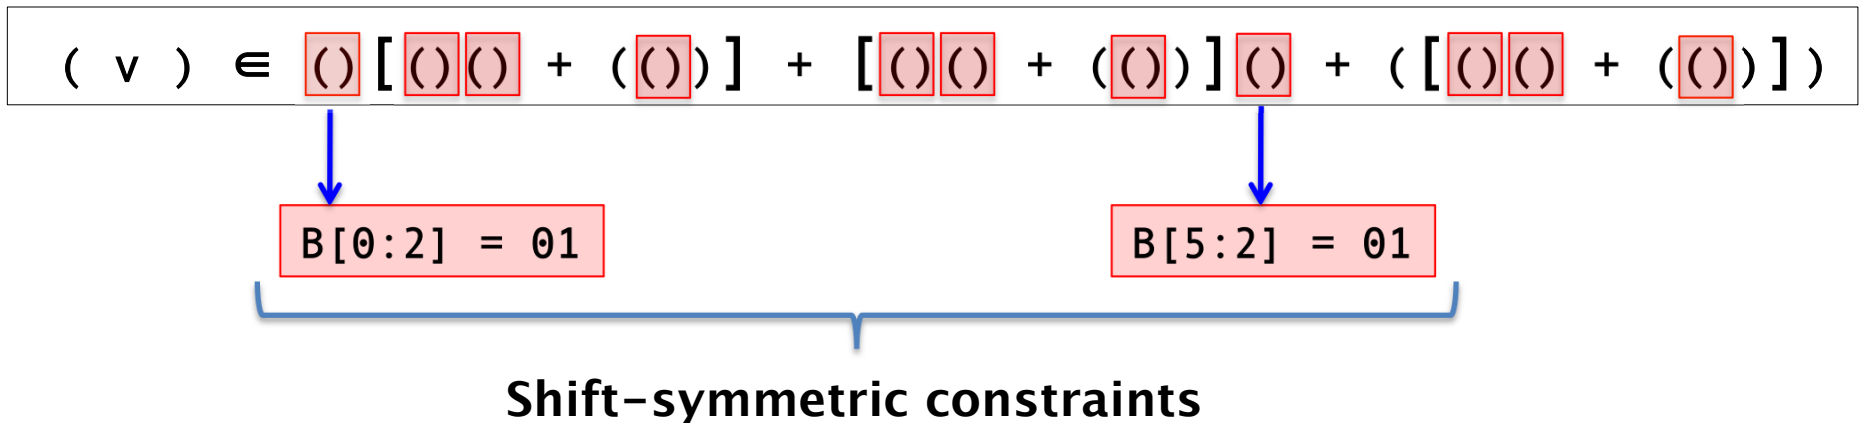 ( v ) ∈ ()[()() + (())] + [()() + (())]() + ([()() + (())])
B[0:2] = 01 B[5:2] = 01
Shift-symmetric constraints